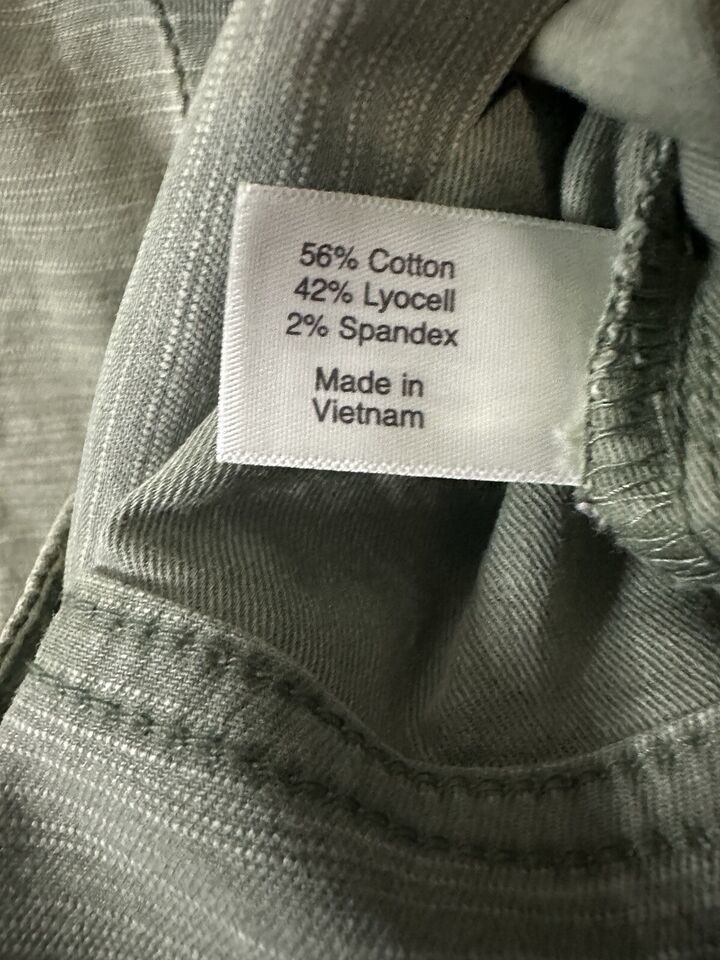 56% Cotton
42% Lyocell
2% Spandex
Made in
Vietnam